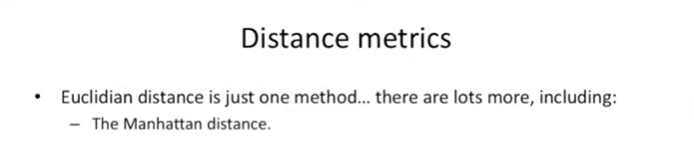 Distance metrics
• Euclidian distance is just one method... there are lots more, including:
– The Manhattan distance.